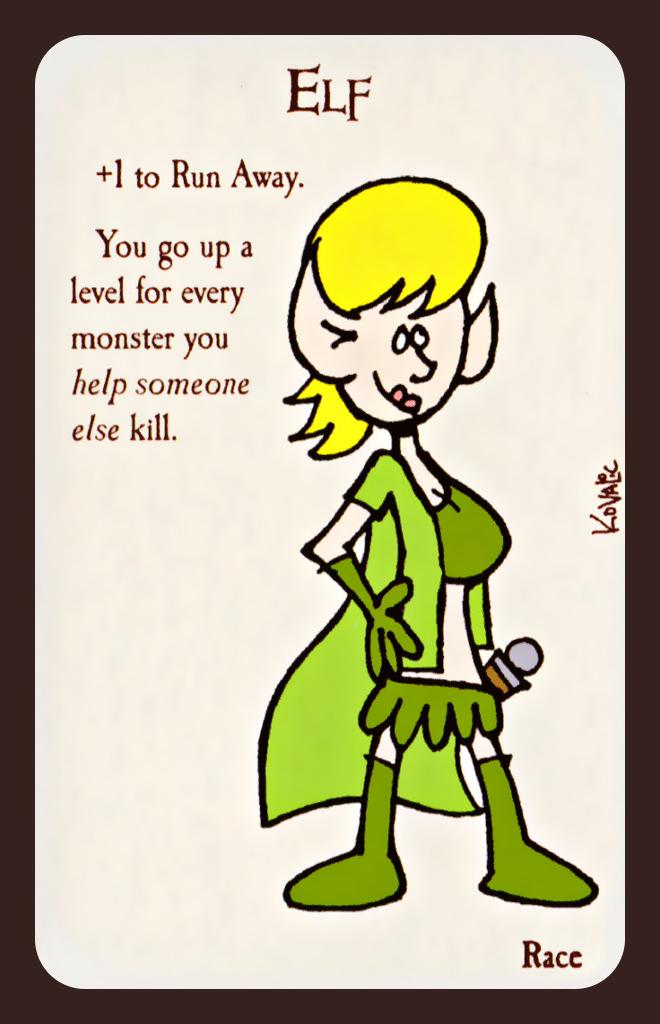 ELF
+1 to Run Away.
You go up a
level for every
monster you
help someone
else kill.
KOVALIC
Race